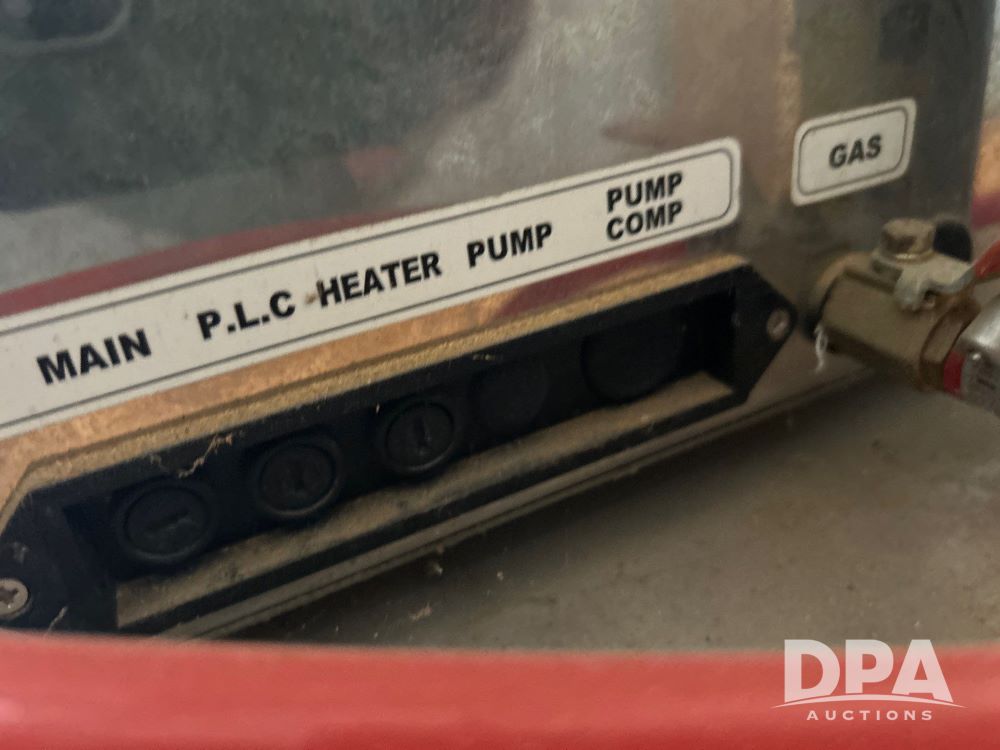 GAS
MAIN P.L.C HEATER PUMP PUMP COMP
DPA
AUCTIONS